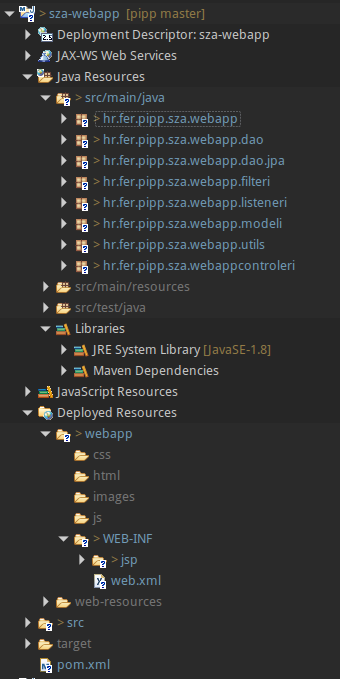 > sza-webapp [pipp master]
Deployment Descriptor: sza-webapp
JAX-WS Web Services
Java Resources
> src/main/java
> hr.fer.pipp.sza.webapp
> hr.fer.pipp.sza.webapp.dao
> hr.fer.pipp.sza.webapp.dao.jpa
> hr.fer.pipp.sza.webapp.filteri
> hr.fer.pipp.sza.webapp.listeneri
> hr.fer.pipp.sza.webapp.modeli
> hr.fer.pipp.sza.webapp.utils
> hr.fer.pipp.sza.webappcontroleri
src/main/resources
src/test/java
Libraries
JRE System Library [JavaSE-1.8]
Maven Dependencies
JavaScript Resources
Deployed Resources
> webapp
css
html
images
js
> WEB-INF
> jsp
web.xml
web-resources
> src
target
pom.xml